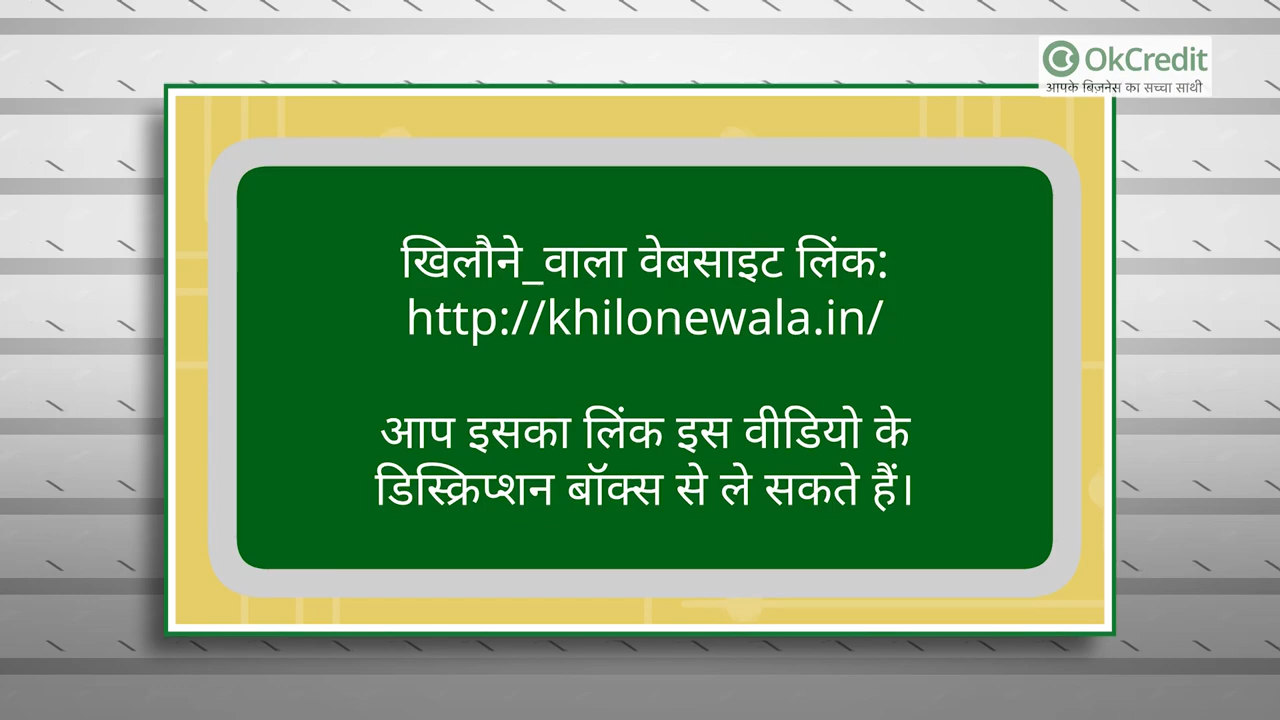 OkCredit
आपके बिज़नेस का सच्चा साथी
खिलौने_वाला वेबसाइट लिंक:
http://khilonewala.in/
आप इसका लिंक इस वीडियो के
डिस्क्रिप्शन बॉक्स से ले सकते हैं।